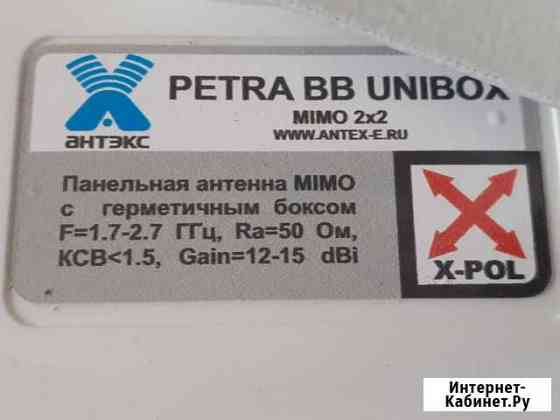 PETRA BB UNIBOX
MIMO 2x2
WWW.ANTEX-E.RU
АНТЭКС
Панельная антенна MIMO
с герметичным боксом
F=1.7-2.7 ГГц, Ra=50 Ом,
КСВ<1.5, Gain=12-15 dBi
X-POL
Интернет-
Кабинет.Ру